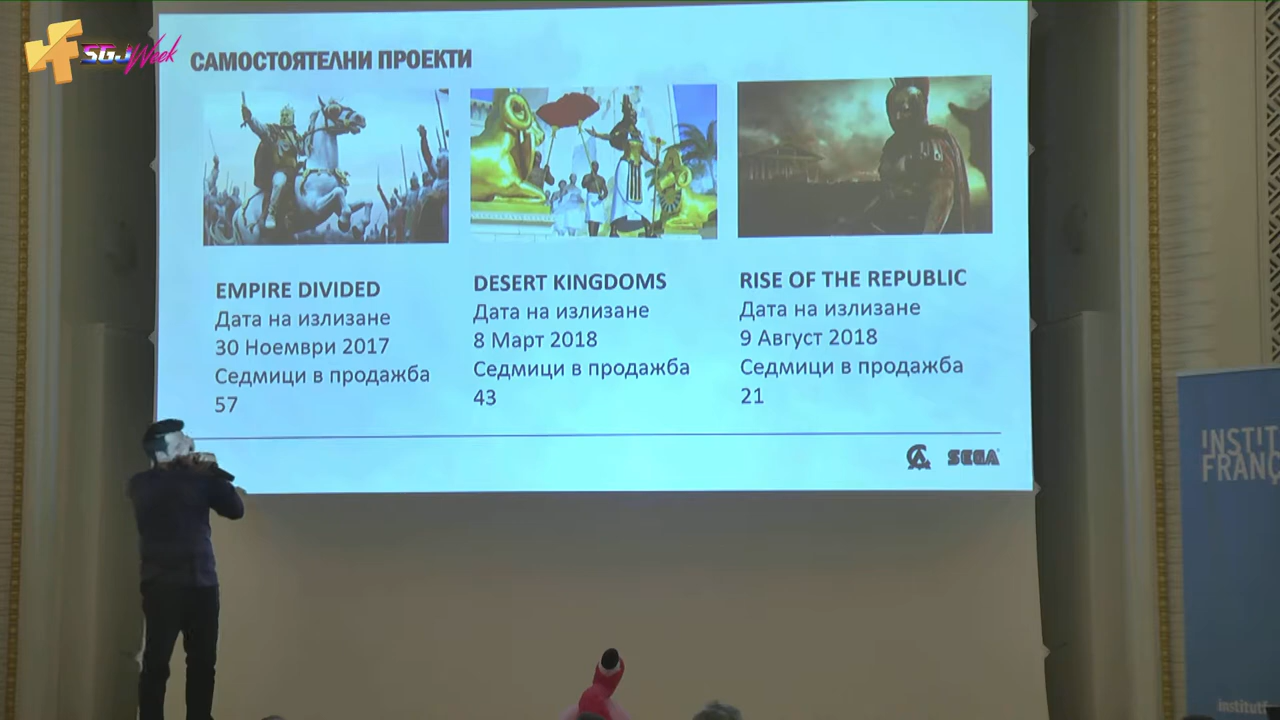 SGJ Week
САМОСТОЯТЕЛНИ ПРОЕКТИ
EMPIRE DIVIDED
Дата на излизане
30 Ноември 2017
Седмици в продажба
57
DESERT KINGDOMS
Дата на излизане
8 Март 2018
Седмици в продажба
43
RISE OF THE REPUBLIC
Дата на излизане
9 Август 2018
Седмици в продажба
21
SEGA
INSTIT
FRANÇ
institutf